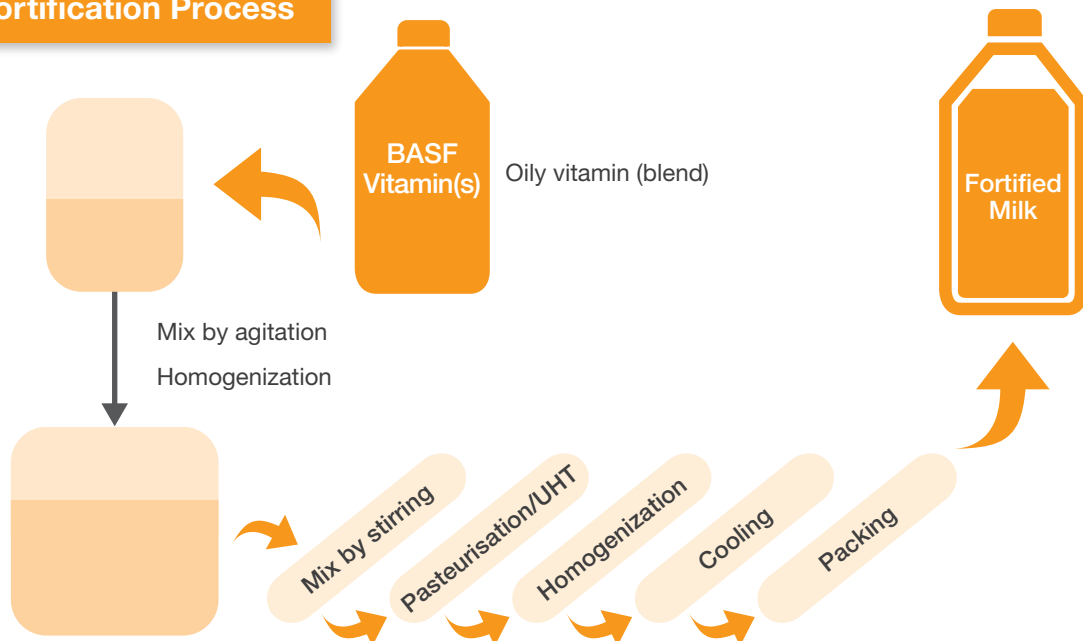 ortification Process
BASF
Vitamin(s)
Oily vitamin (blend)
Fortified
Milk
Mix by agitation
Homogenization
Mix by stirring
Pasteurisation/UHT
Homogenization
Cooling
Packing